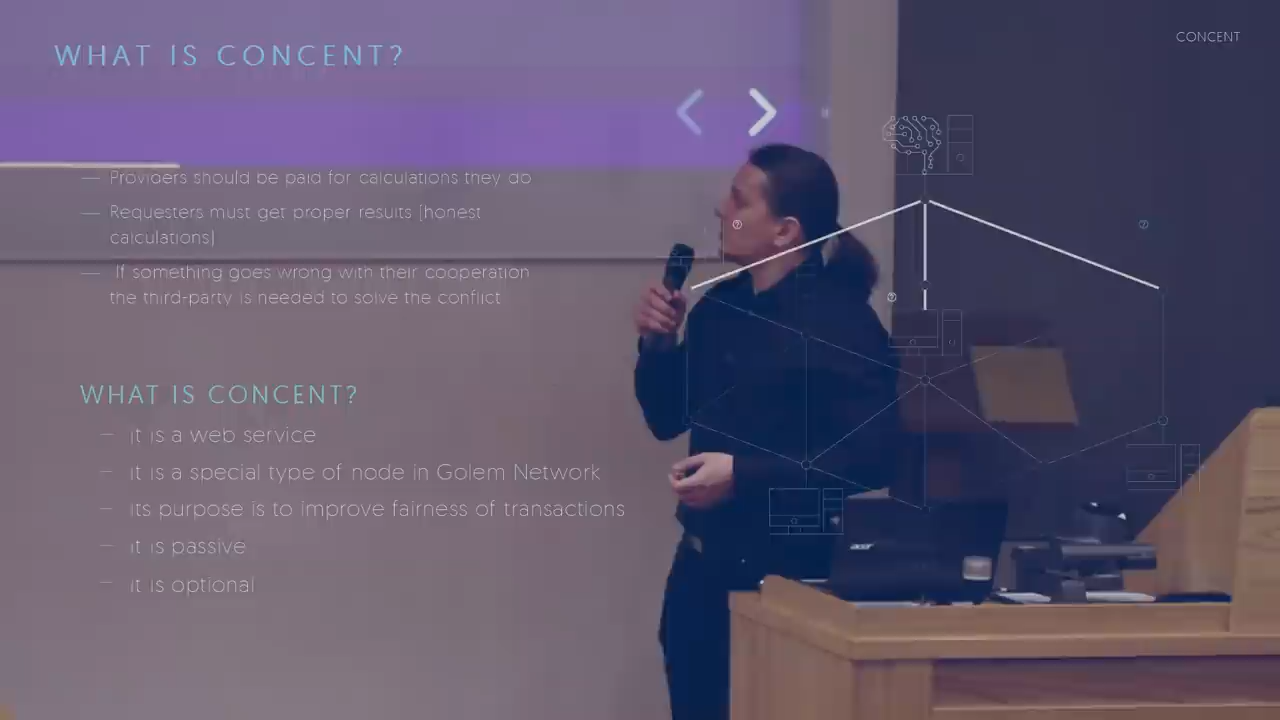 WHAT IS CONCENT?
CONCENT
— Providers should be paid for calculations they do
— Requesters must get proper results (honest
calculations)
— If something goes wrong with their cooperation
the third-party is needed to solve the conflict
WHAT IS CONCENT?
— it is a web service
— it is a special type of node in Golem Network
— its purpose is to improve fairness of transactions
— it is passive
— it is optional
acer